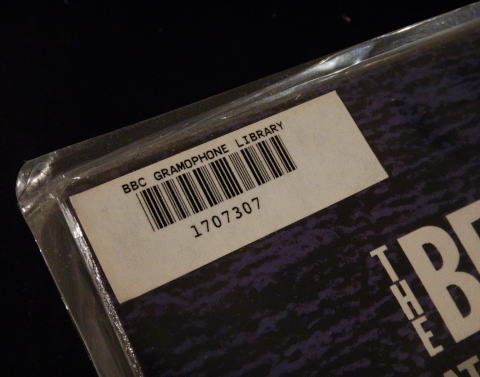 BBC GRAMOPHONE LIBRARY
1707307
THE